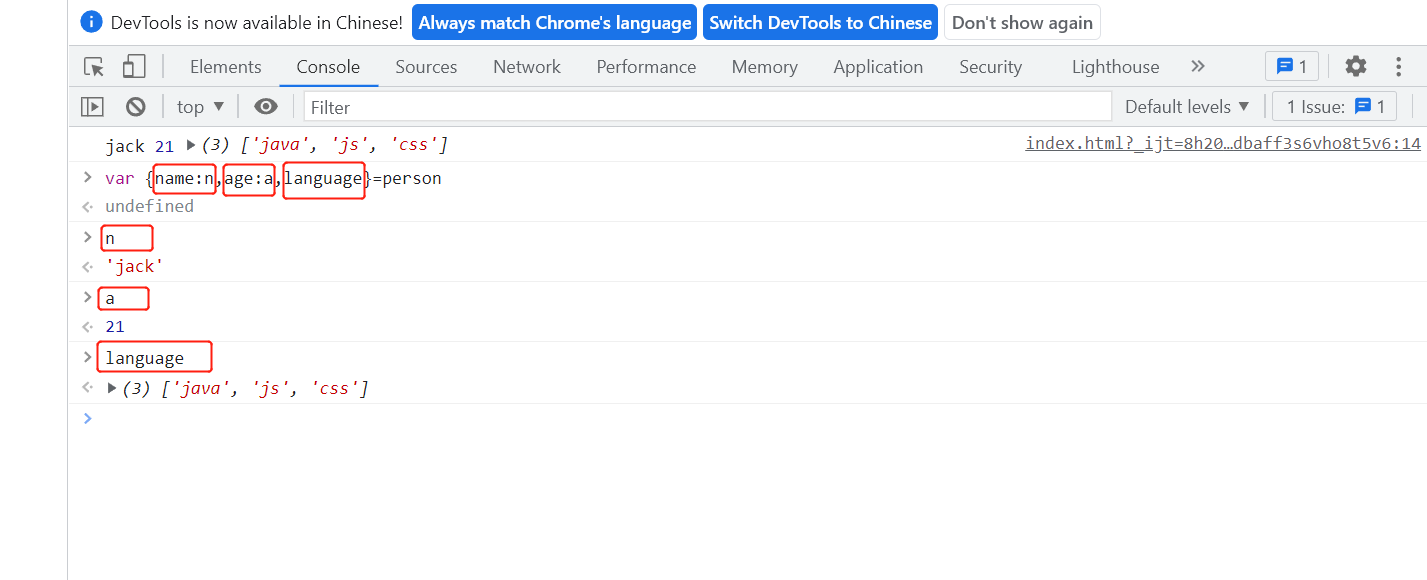 DevTools is now available in Chinese! Always match Chrome's language Switch DevTools to Chinese Don't show again
Elements Console Sources Network Performance Memory Application Security Lighthouse » 1
top ▼ Filter Default levels ▼ 1 Issue: 1
jack 21 ▶(3) ['java', 'js', 'css'] index.html?_ijt=8h20…dbaff3s6vho8t5v6:14
> var {name:n,age:a,language}=person
undefined
> n
'jack'
> a
21
> language
▶(3) ['java', 'js', 'css']
>